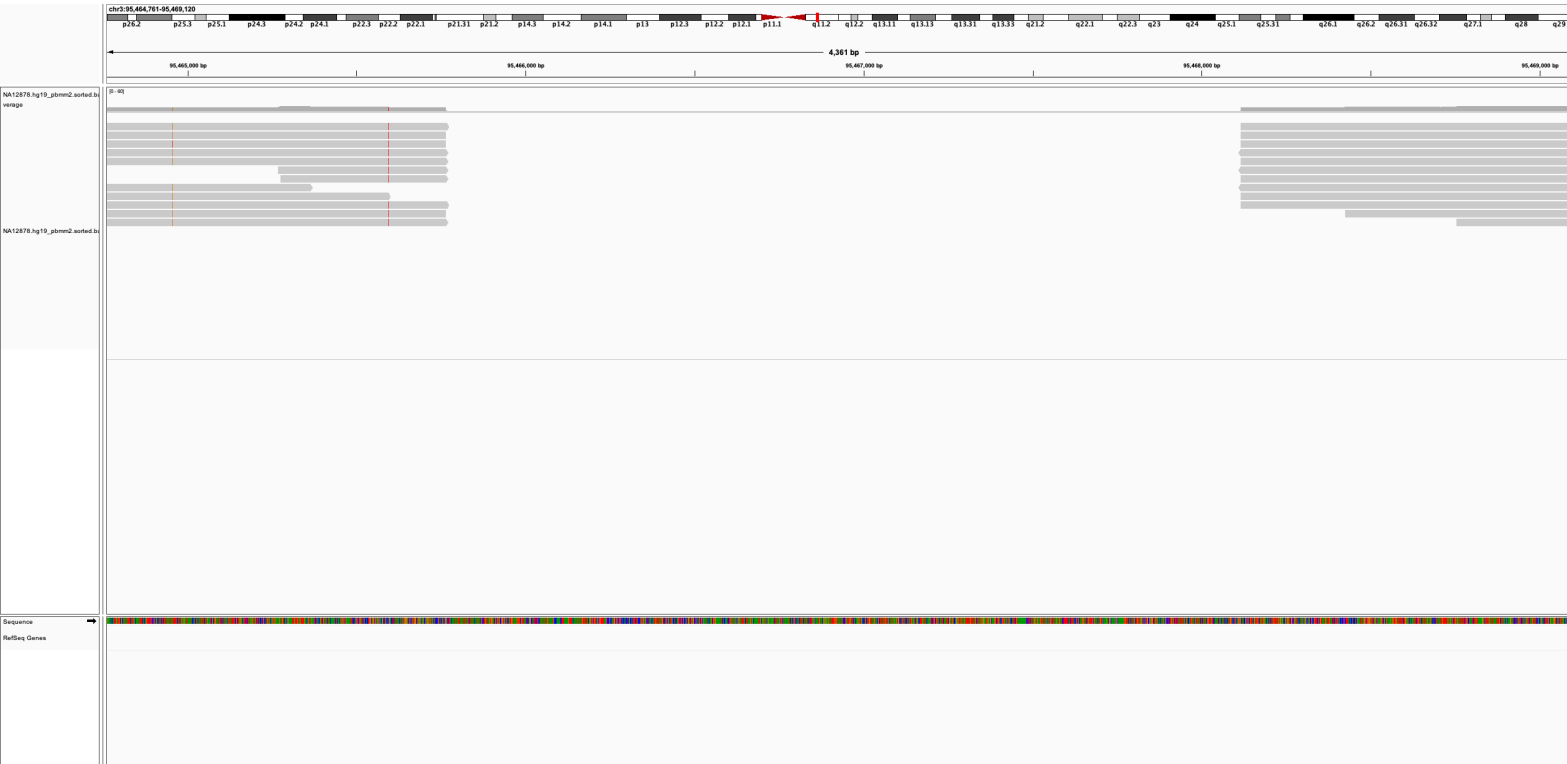 chr3:95,464,761-95,469,120
p26.2 p25.3 p25.1 p24.3 p24.2 p24.1 p22.3 p22.2 p22.1 p21.31 p21.2 p14.3 p14.2 p14.1 p13 p12.3 p12.2 p12.1 p11.1 q11.2 q12.2 q13.11 q13.13 q13.31 q13.33 q21.2 q22.1 q22.3 q23 q24 q25.1 q25.31 q26.1 q26.2 q26.31 q26.32 q27.1 q28 q29
4,361 bp
95,465,000 bp 95,466,000 bp 95,467,000 bp 95,468,000 bp 95,469,000 bp
[0 - 40]
NA12878.hg19_pbmm2.sorted.ba
verage
NA12878.hg19_pbmm2.sorted.ba
Sequence
RefSeq Genes